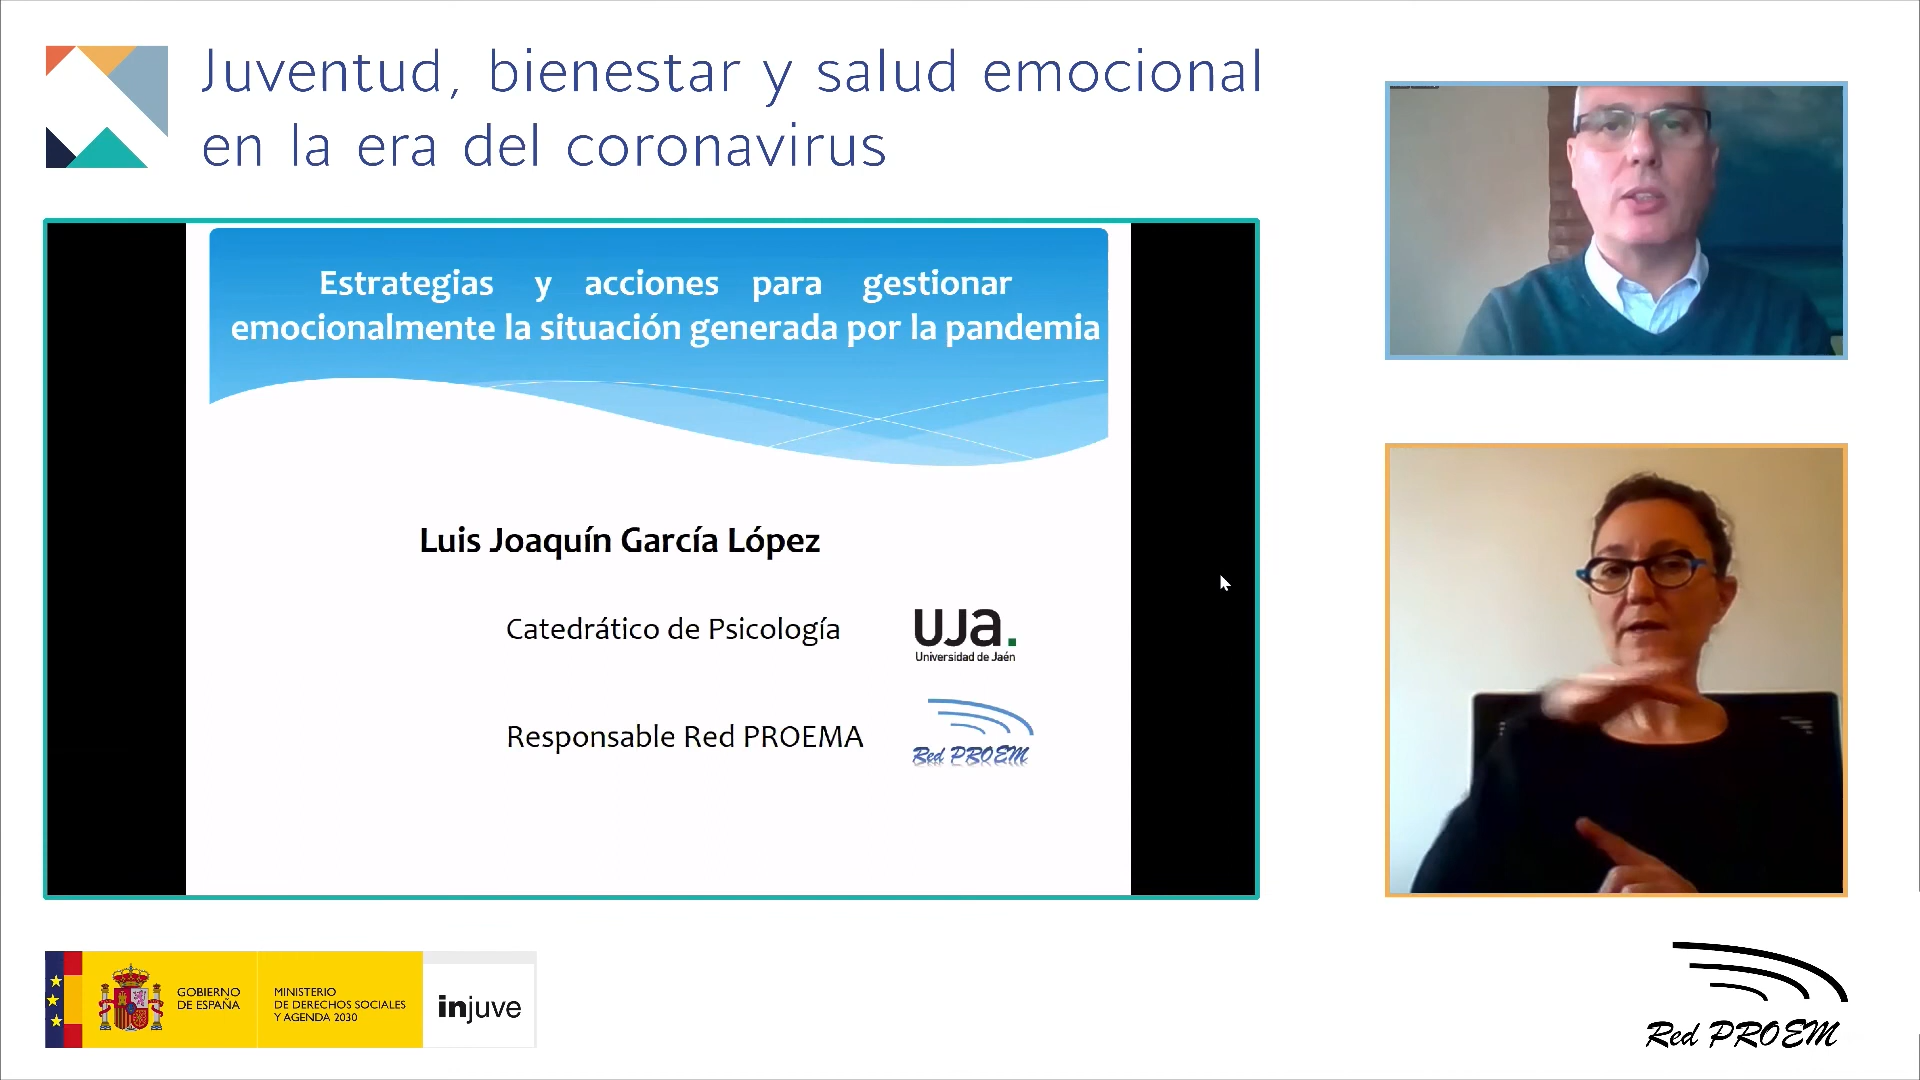 Juventud, bienestar y salud emocional
en la era del coronavirus
Estrategias y acciones para gestionar
emocionalmente la situación generada por la pandemia
Luis Joaquín García López
Catedrático de Psicología
uja.
Universidad de Jaén
Responsable Red PROEMA
Red PROEM
GOBIERNO
DE ESPAÑA
MINISTERIO
DE DERECHOS SOCIALES
Y AGENDA 2030
injuve
Red PROEM